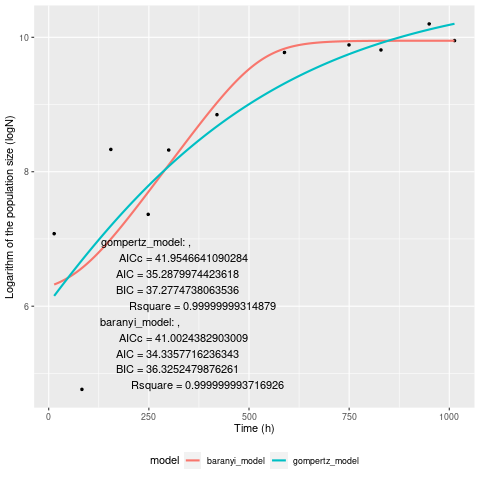 10
8
6
Logarithm of the population size (logN)
gompertz_model: ,
AICc = 41.9546641090284
AIC = 35.2879974423618
BIC = 37.2774738063536
Rsquare = 0.99999999314879
baranyi_model: ,
AICc = 41.0024382903009
AIC = 34.3357716236343
BIC = 36.3252479876261
Rsquare = 0.999999993716926
0 250 500 750 1000
Time (h)
model baranyi_model gompertz_model